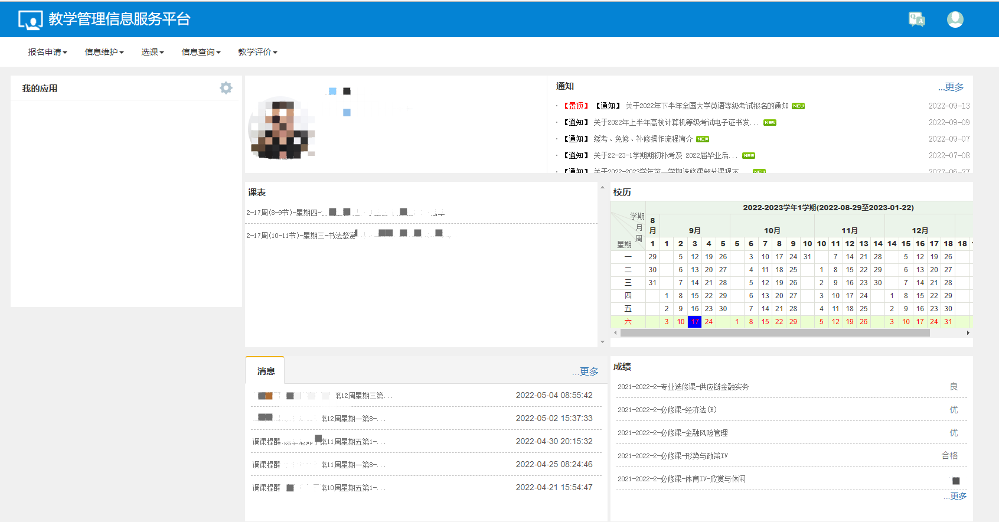 教学管理信息服务平台
报名申请 信息维护 选课 信息查询 教学评价
我的应用
通知
...更多
【置顶】【通知】 关于2022年下半年全国大学英语等级考试报名的通知 NEW 2022-09-13
【通知】 关于2022年上半年高校计算机等级考试电子证书发... NEW 2022-09-09
【通知】 缓考、免修、补修操作流程简介 NEW 2022-09-07
【通知】 关于22-23-1学期期初补考及 2022届毕业后... NEW 2022-07-08
【通知】 关于2022-2023学年第一学期选修课部分课程不... NEW 2022-06-27
课表
2-17周(8-9节)-星期四-
2-17周(10-11节)-星期三-书法鉴赏
校历
2022-2023学年1学期(2022-08-29至2023-01-22)
学期 月 周 星期
8月 9月 10月 11月 12月
1 1 2 3 4 5 5 6 7 8 9 10 10 11 12 13 14 14 15 16 17 18 18
一 29 5 12 19 26 3 10 17 24 31 7 14 21 28 5 12 19 26
二 30 6 13 20 27 4 11 18 25 1 8 15 22 29 6 13 20 27
三 31 7 14 21 28 5 12 19 26 2 9 16 23 30 7 14 21 28
四 1 8 15 22 29 6 13 20 27 3 10 17 24 1 8 15 22 29
五 2 9 16 23 30 7 14 21 28 4 11 18 25 2 9 16 23 30
六 3 10 17 24 1 8 15 22 29 5 12 19 26 3 10 17 24 31
消息
...更多
第12周星期三第... 2022-05-04 08:55:42
第12周星期一第8-... 2022-05-02 15:37:33
调课提醒 第11周星期五第1-... 2022-04-30 20:15:32
调课提醒 第11周星期一第8-... 2022-04-25 08:24:46
调课提醒 第10周星期五第1-... 2022-04-21 15:54:47
成绩
2021-2022-2-专业选修课-供应链金融实务 良
2021-2022-2-必修课-经济法(E) 优
2021-2022-2-必修课-金融风险管理 优
2021-2022-2-必修课-形势与政策IV 合格
2021-2022-2-必修课-体育IV-欣赏与休闲
...更多